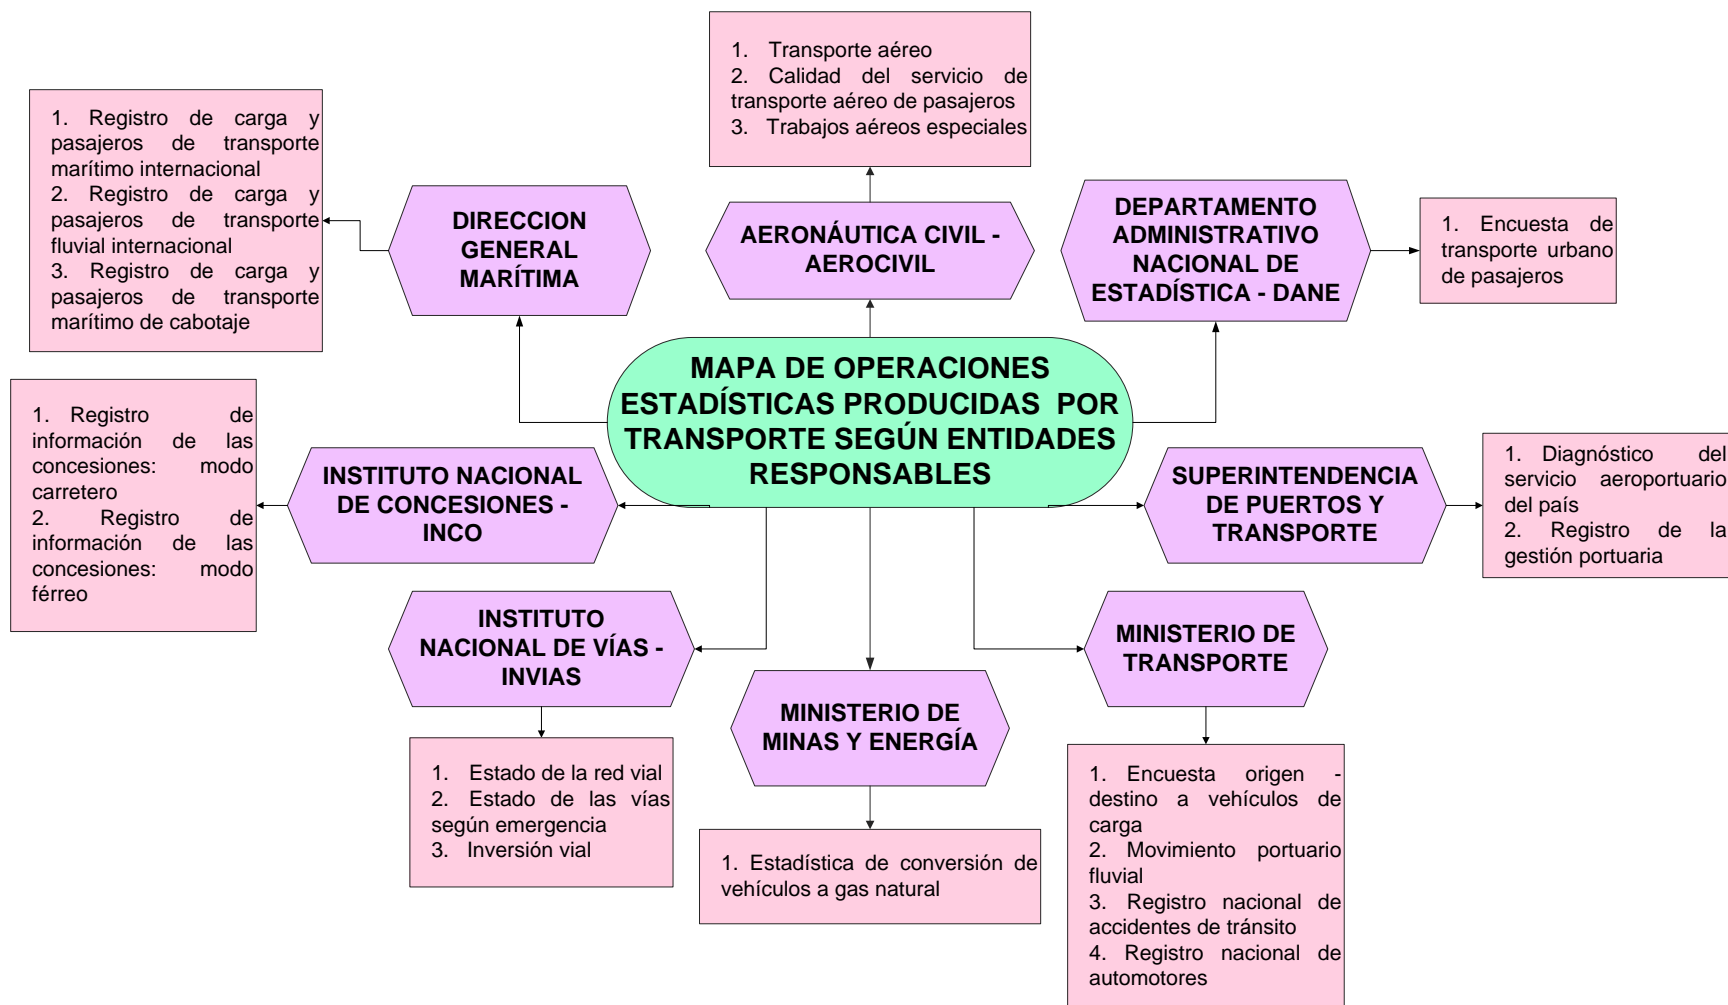 1. Transporte aéreo
2. Calidad del servicio de
transporte aéreo de pasajeros
3. Trabajos aéreos especiales
1. Registro de carga y
pasajeros de transporte
marítimo internacional
2. Registro de carga y
pasajeros de transporte
fluvial internacional
3. Registro de carga y
pasajeros de transporte
marítimo de cabotaje
DIRECCION
GENERAL
MARÍTIMA
AERONÁUTICA CIVIL -
AEROCIVIL
DEPARTAMENTO
ADMINISTRATIVO
NACIONAL DE
ESTADÍSTICA - DANE
1. Encuesta de
transporte urbano
de pasajeros
MAPA DE OPERACIONES
ESTADÍSTICAS PRODUCIDAS POR
TRANSPORTE SEGÚN ENTIDADES
RESPONSABLES
1. Registro de
información de las
concesiones: modo
carretero
2. Registro de
información de las
concesiones: modo
férreo
INSTITUTO NACIONAL
DE CONCESIONES -
INCO
SUPERINTENDENCIA
DE PUERTOS Y
TRANSPORTE
1. Diagnóstico del
servicio aeroportuario
del país
2. Registro de la
gestión portuaria
INSTITUTO
NACIONAL DE VÍAS -
INVIAS
MINISTERIO DE
MINAS Y ENERGÍA
MINISTERIO DE
TRANSPORTE
1. Estado de la red vial
2. Estado de las vías
según emergencia
3. Inversión vial
1. Estadística de conversión de
vehículos a gas natural
1. Encuesta origen -
destino a vehículos de
carga
2. Movimiento portuario
fluvial
3. Registro nacional de
accidentes de tránsito
4. Registro nacional de
automotores